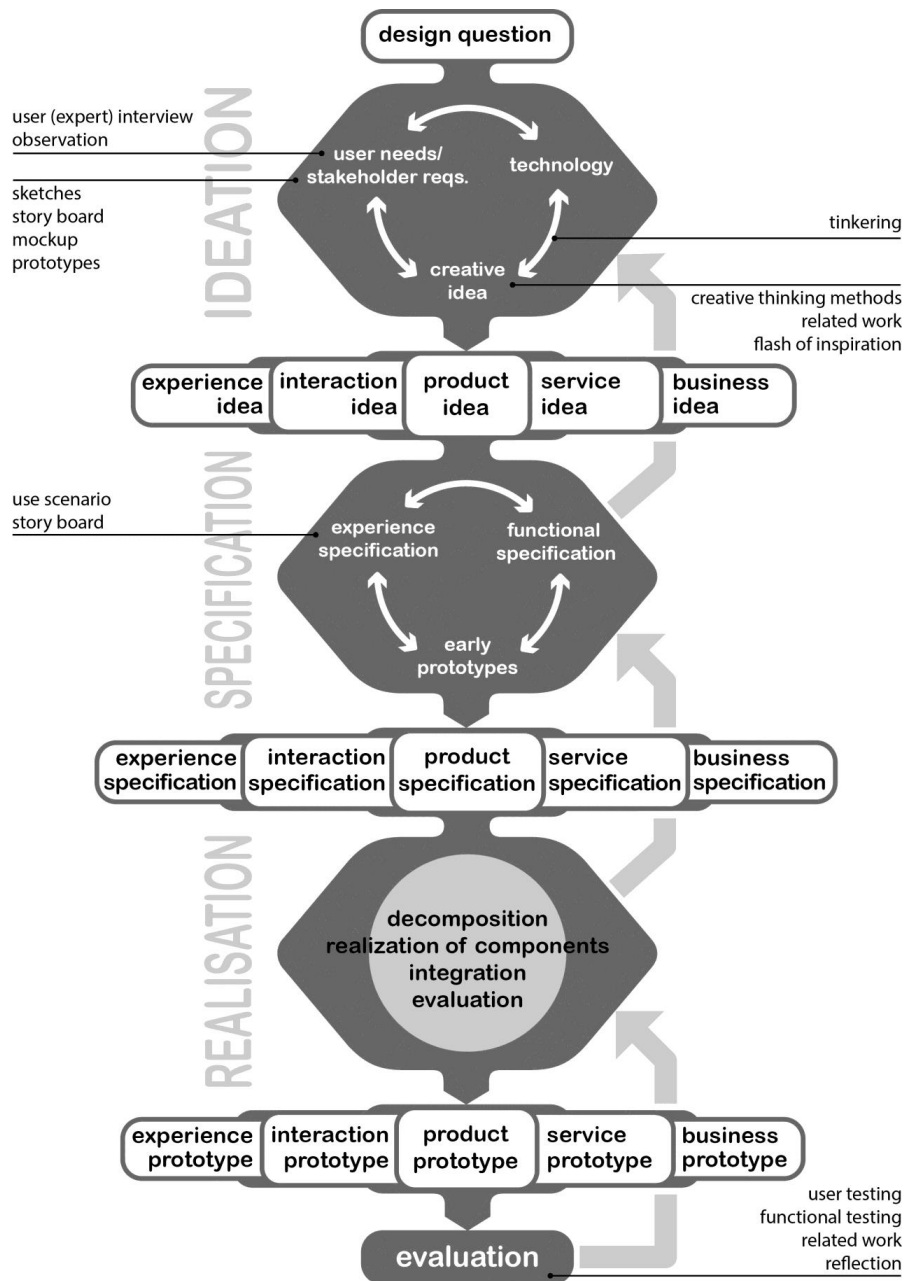 design question
IDEATION
user (expert) interview
observation
sketches
story board
mockup
prototypes
user needs/
stakeholder reqs.
technology
creative
idea
tinkering
creative thinking methods
related work
flash of inspiration
experience
idea
interaction
idea
product
idea
service
idea
business
idea
SPECIFICATION
use scenario
story board
experience
specification
functional
specification
early
prototypes
experience
specification
interaction
specification
product
specification
service
specification
business
specification
REALISATION
decomposition
realization of components
integration
evaluation
experience
prototype
interaction
prototype
product
prototype
service
prototype
business
prototype
evaluation
user testing
functional testing
related work
reflection